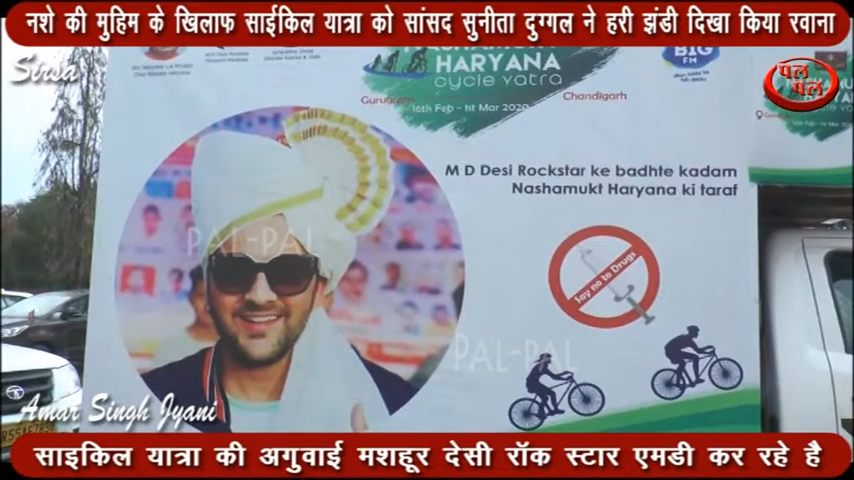 नशे की मुहिम के खिलाफ साईकिल यात्रा को सांसद सुनीता दुग्गल ने हरी झंडी दिखा किया रवाना
Sirsa
HARYANA
cycle YATRA
Gurugram
Chandigarh
16th Feb - 1st Mar 2020
BIG
FM
पल
पल
M D Desi Rockstar ke badhte kadam
Nashamukt Haryana ki taraf
Say no to Drugs
PAL-PAL
PAL-PAL
Amar Singh Jyani
साइकिल यात्रा की अगुवाई मशहूर देसी रॉक स्टार एमडी कर रहे है